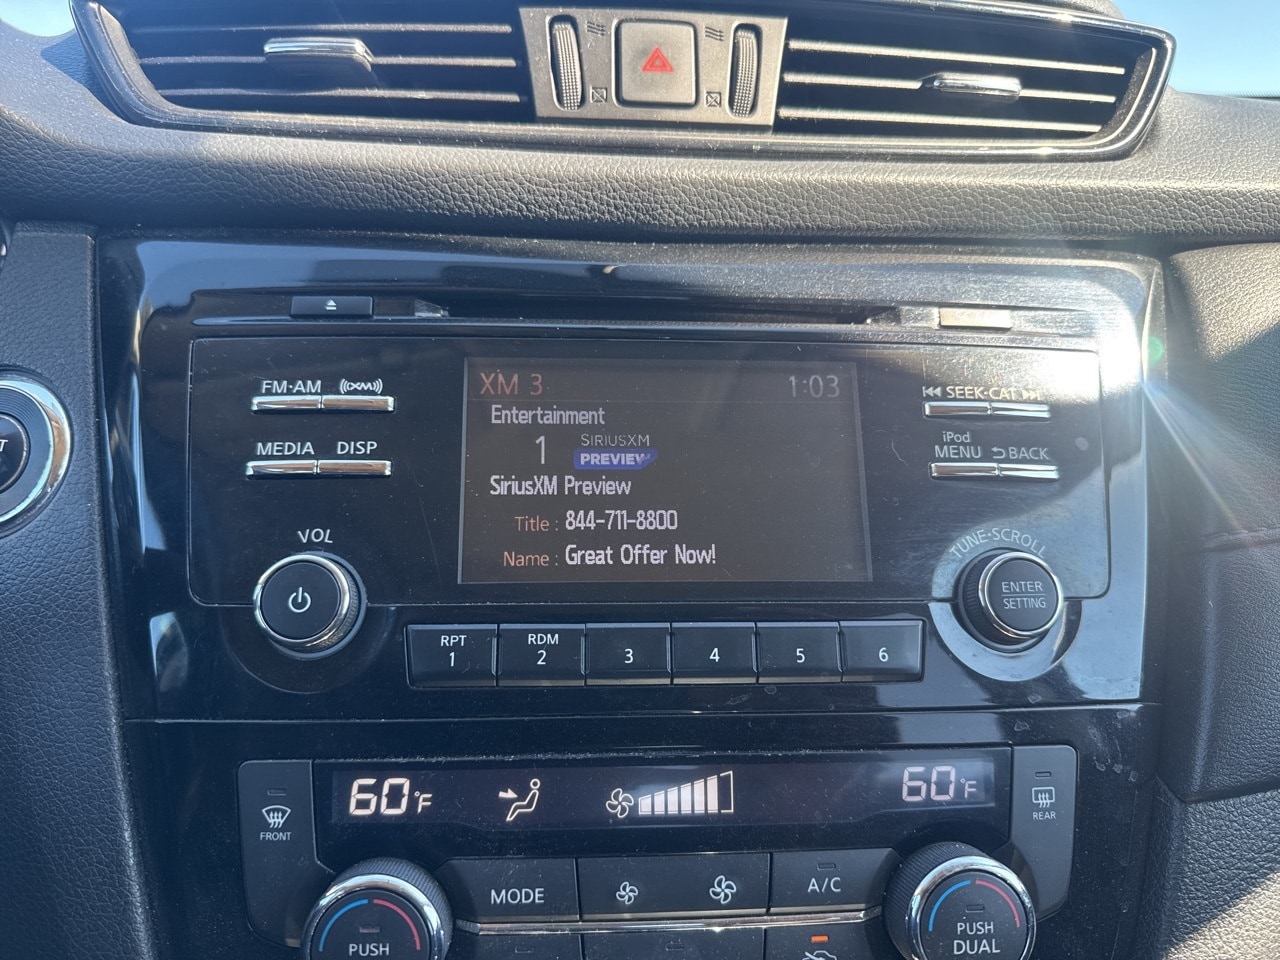 FM·AM
((XM))
MEDIA
DISP
VOL
XM 3
1:03
Entertainment
1
SIRIUSXM
PREVIEW
SiriusXM Preview
Title : 844-711-8800
Name : Great Offer Now!
SEEK·CAT
iPod
MENU
BACK
TUNE·SCROLL
ENTER
SETTING
RPT
1
RDM
2
3
4
5
6
60°F
60°F
FRONT
REAR
MODE
A/C
PUSH
PUSH
DUAL